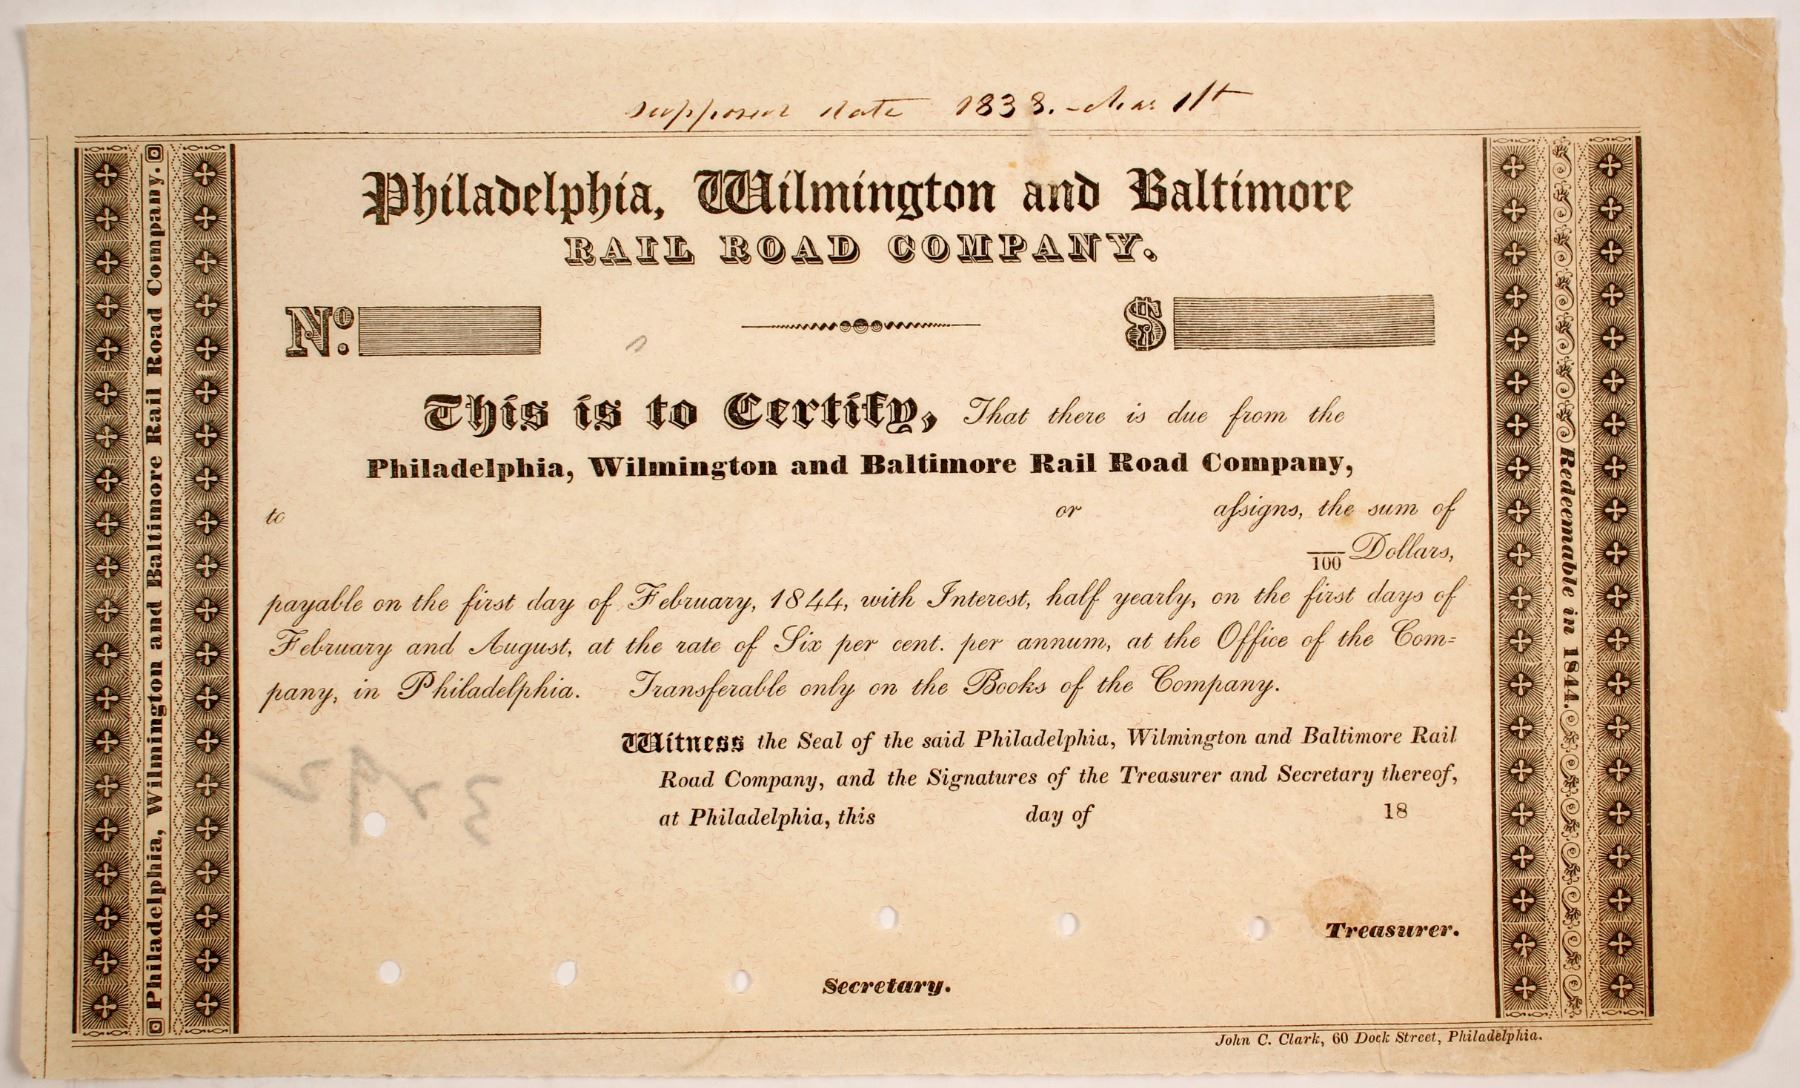 supposed date 1838. - Mar 1st
Philadelphia, Wilmington and Baltimore
RAIL ROAD COMPANY.
No. $
This is to Certify, That there is due from the
Philadelphia, Wilmington and Baltimore Rail Road Company,
to or assigns, the sum of
/100 Dollars,
payable on the first day of February, 1844, with Interest, half yearly, on the first days of
February and August, at the rate of Six per cent. per annum, at the Office of the Com=
pany, in Philadelphia. Transferable only on the Books of the Company.
Witness the Seal of the said Philadelphia, Wilmington and Baltimore Rail
Road Company, and the Signatures of the Treasurer and Secretary thereof,
at Philadelphia, this day of 18
Treasurer.
Secretary.
John C. Clark, 60 Dock Street, Philadelphia.
Philadelphia, Wilmington and Baltimore Rail Road Company.
Redeemable in 1844.